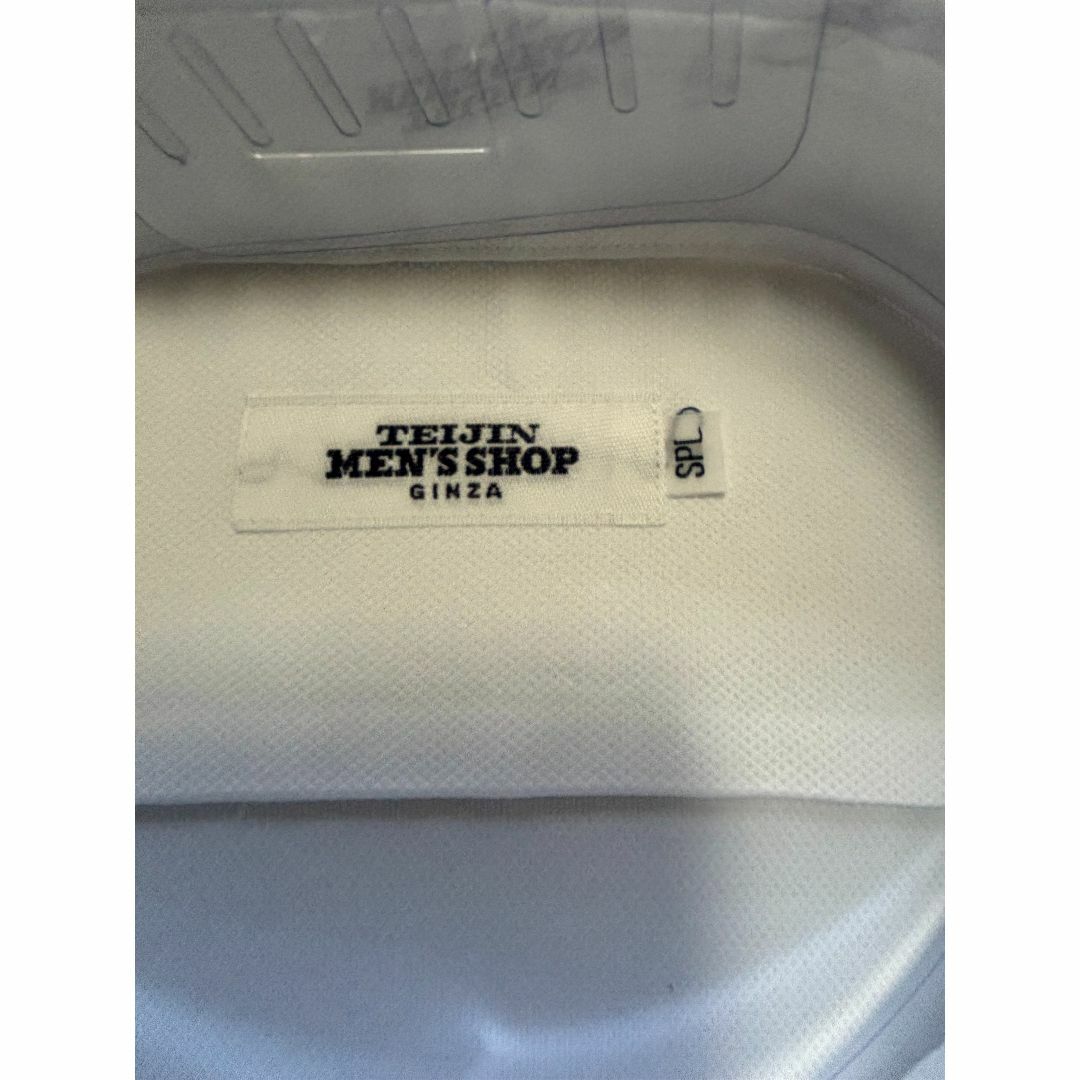 TEIJIN
MEN'S SHOP
GINZA
SPL